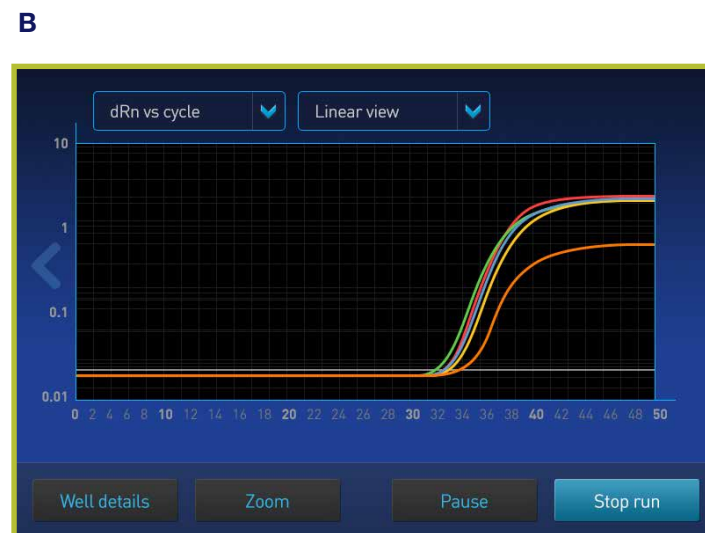 B
dRn vs cycle Linear view
10
1
0.1
0.01
0 2 4 6 8 10 12 14 16 18 20 22 24 26 28 30 32 34 36 38 40 42 44 46 48 50
Well details Zoom Pause Stop run